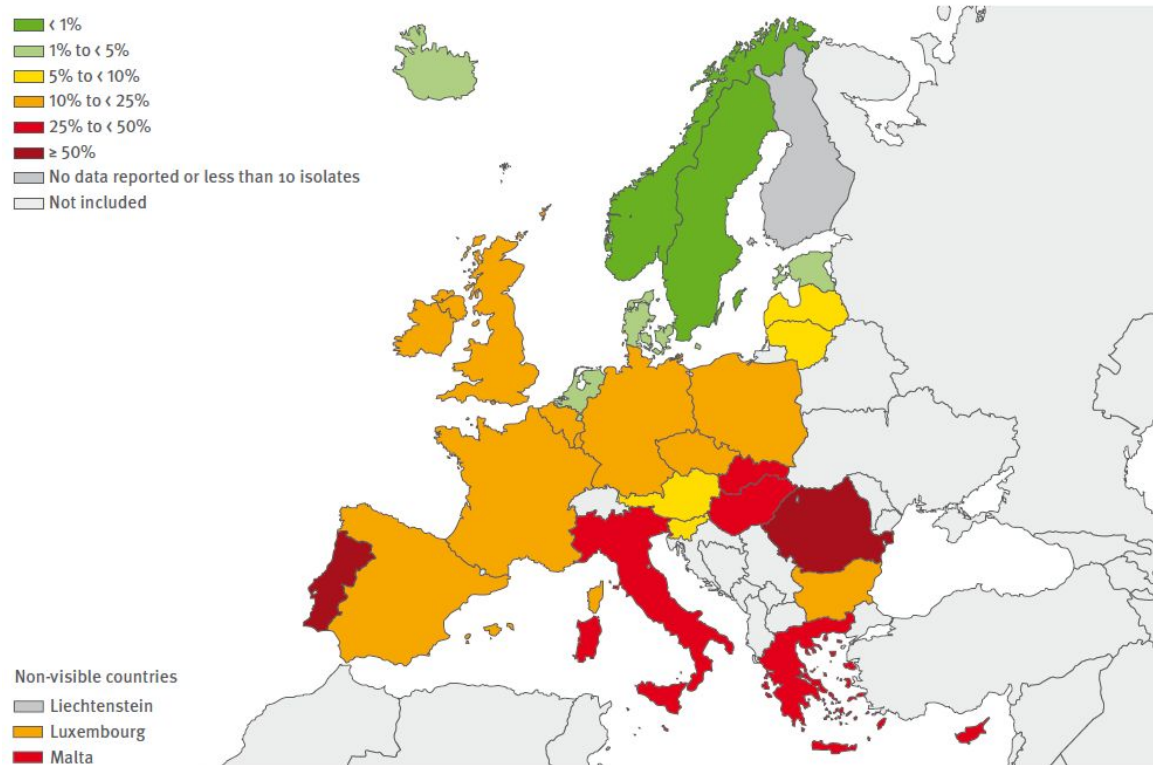 < 1%
1% to < 5%
5% to < 10%
10% to < 25%
25% to < 50%
≥ 50%
No data reported or less than 10 isolates
Not included
Non-visible countries
Liechtenstein
Luxembourg
Malta